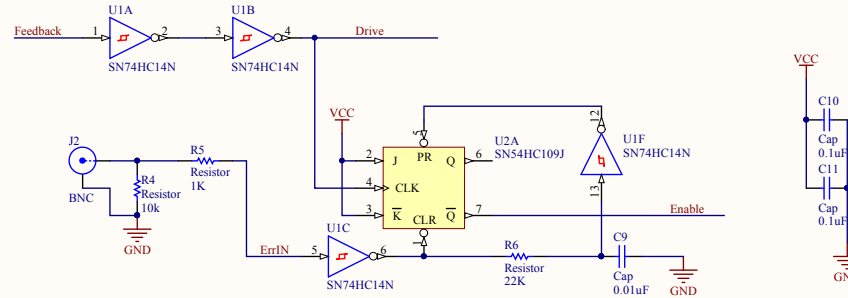 U1A
U1B
Feedback
1
2
3
4
Drive
SN74HC14N
SN74HC14N
VCC
VCC
12
C10
Cap
0.1uF
J2
BNC
R5
Resistor
1K
R4
Resistor
10k
GND
5
2
J
PR
Q
6
U2A
SN54HC109J
U1F
SN74HC14N
4
CLK
13
C11
Cap
0.1uF
3
K
CLR
Q
7
Enable
1
U1C
ErrIN
5
6
SN74HC14N
R6
Resistor
22K
C9
Cap
0.01uF
GND
GND